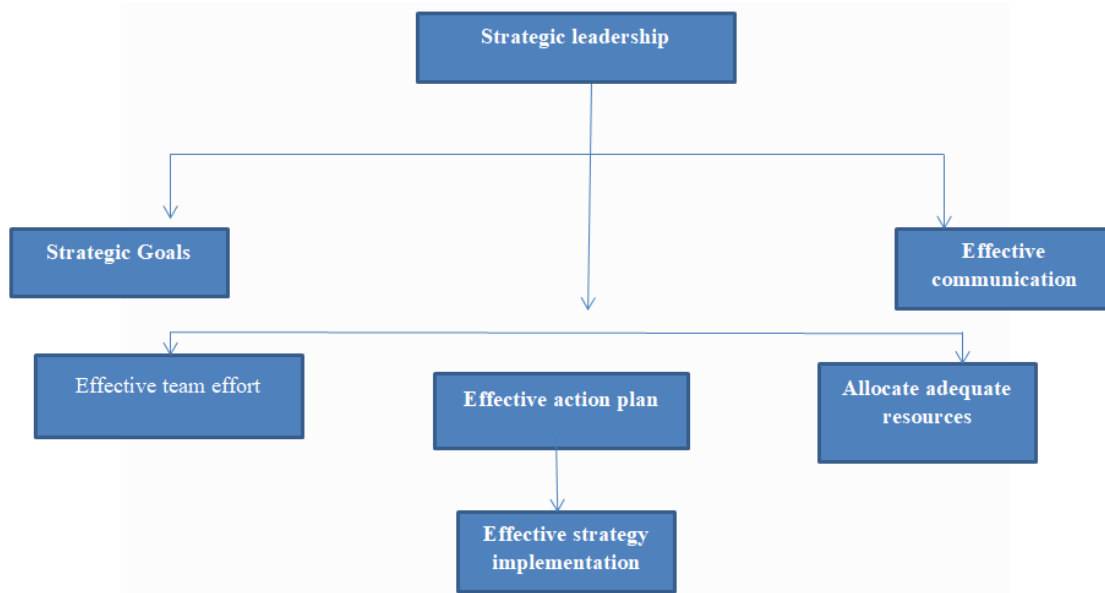 Strategic leadership
Strategic Goals
Effective
communication
Effective team effort
Effective action plan
Allocate adequate
resources
Effective strategy
implementation